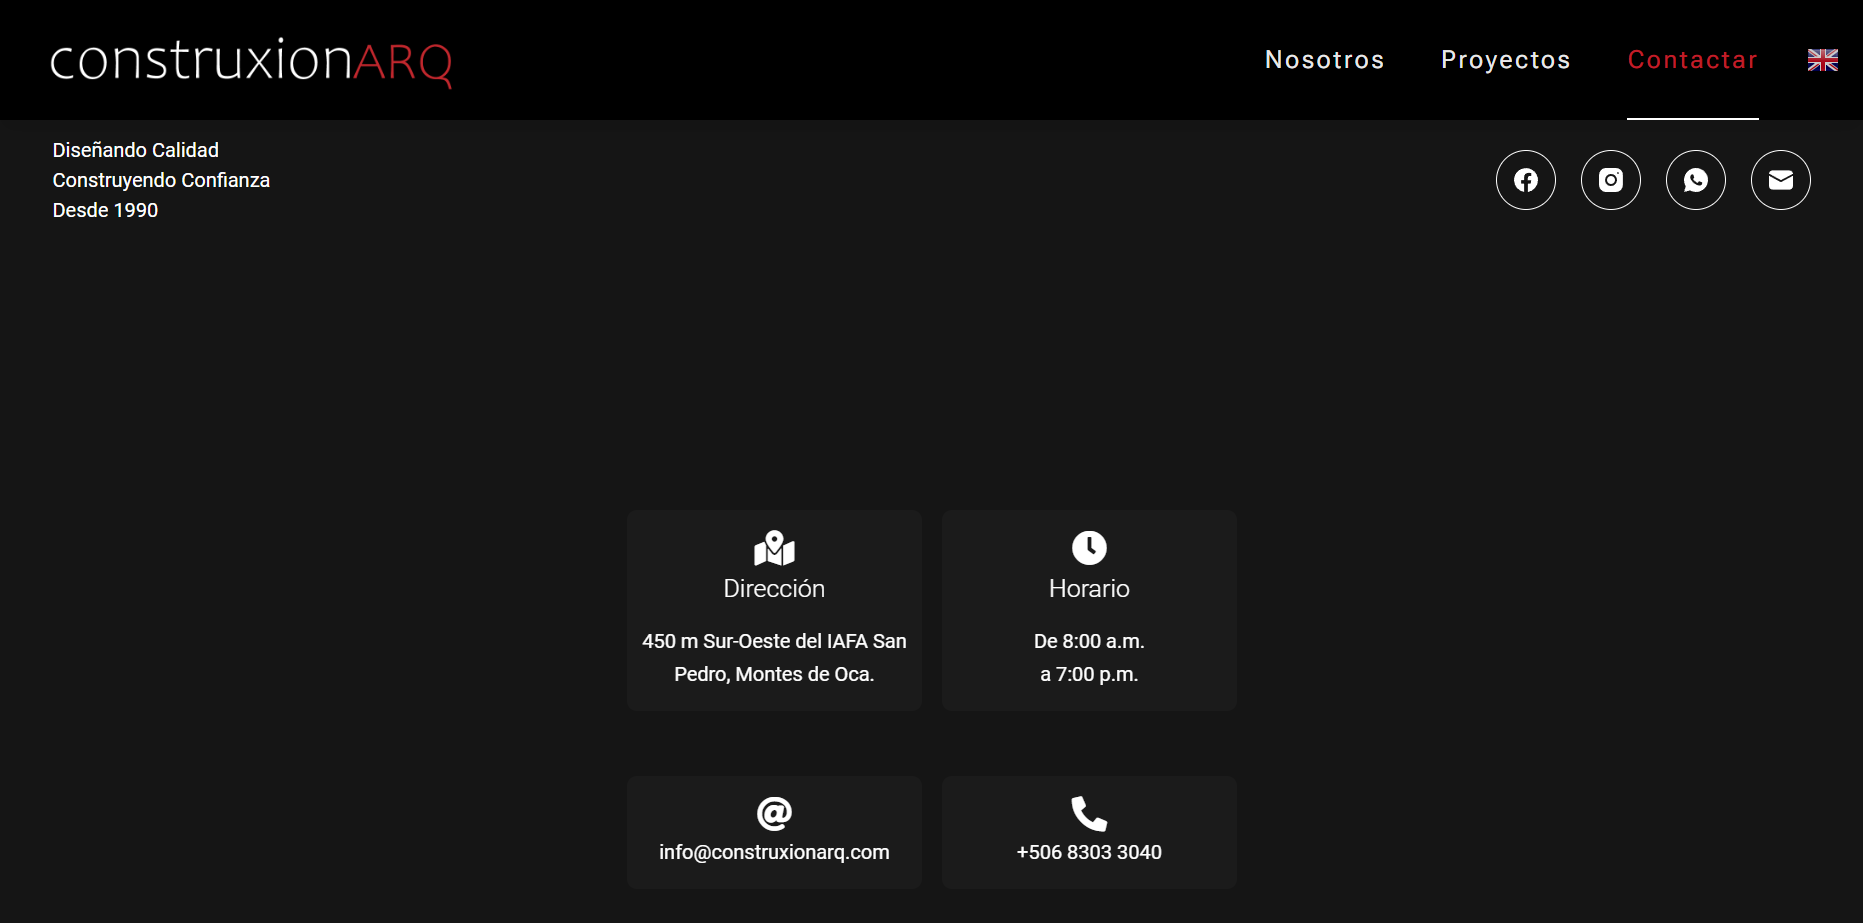 construxionARQ
Nosotros
Proyectos
Contactar
Diseñando Calidad
Construyendo Confianza
Desde 1990
Dirección
450 m Sur-Oeste del IAFA San
Pedro, Montes de Oca.
Horario
De 8:00 a.m.
a 7:00 p.m.
info@construxionarq.com
+506 8303 3040